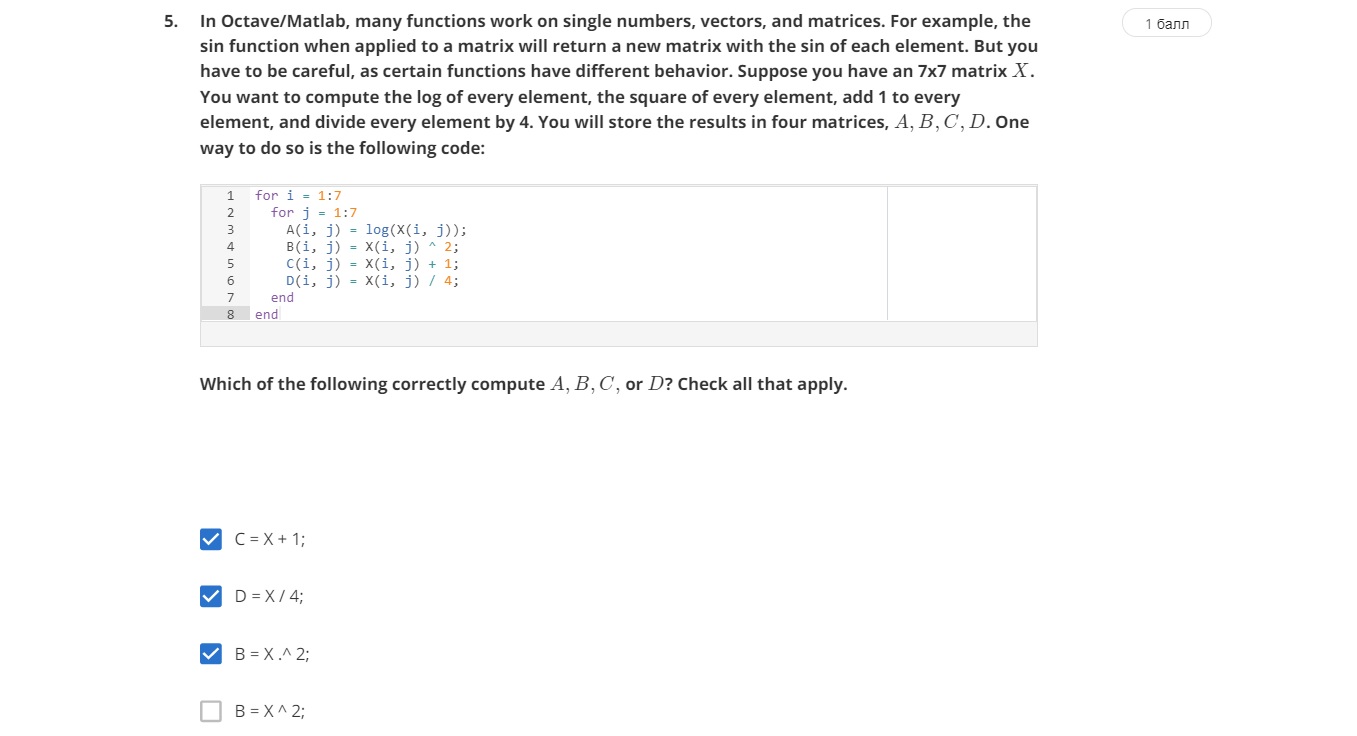 5. In Octave/Matlab, many functions work on single numbers, vectors, and matrices. For example, the
1 балл
sin function when applied to a matrix will return a new matrix with the sin of each element. But you
have to be careful, as certain functions have different behavior. Suppose you have an 7x7 matrix X.
You want to compute the log of every element, the square of every element, add 1 to every
element, and divide every element by 4. You will store the results in four matrices, A, B, C, D. One
way to do so is the following code:
1 for i = 1:7
2 for j = 1:7
3 A(i, j) = log(X(i, j));
4 B(i, j) = X(i, j) ^ 2;
5 C(i, j) = X(i, j) + 1;
6 D(i, j) = X(i, j) / 4;
7 end
8 end
Which of the following correctly compute A, B, C, or D? Check all that apply.
C = X + 1;
D = X / 4;
B = X .^ 2;
B = X ^ 2;